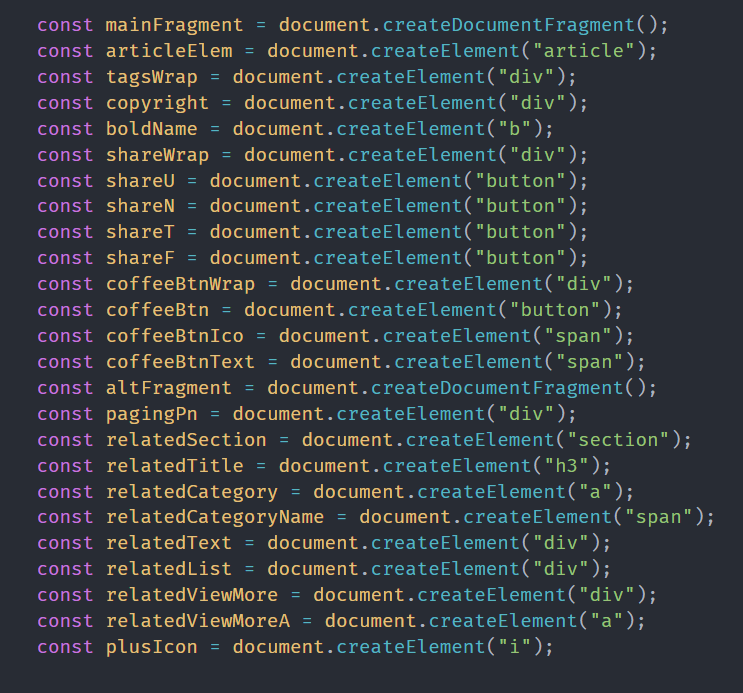 const mainFragment = document.createDocumentFragment();
const articleElem = document.createElement("article");
const tagsWrap = document.createElement("div");
const copyright = document.createElement("div");
const boldName = document.createElement("b");
const shareWrap = document.createElement("div");
const shareU = document.createElement("button");
const shareN = document.createElement("button");
const shareT = document.createElement("button");
const shareF = document.createElement("button");
const coffeeBtnWrap = document.createElement("div");
const coffeeBtn = document.createElement("button");
const coffeeBtnIco = document.createElement("span");
const coffeeBtnText = document.createElement("span");
const altFragment = document.createDocumentFragment();
const pagingPn = document.createElement("div");
const relatedSection = document.createElement("section");
const relatedTitle = document.createElement("h3");
const relatedCategory = document.createElement("a");
const relatedCategoryName = document.createElement("span");
const relatedText = document.createElement("div");
const relatedList = document.createElement("div");
const relatedViewMore = document.createElement("div");
const relatedViewMoreA = document.createElement("a");
const plusIcon = document.createElement("i");